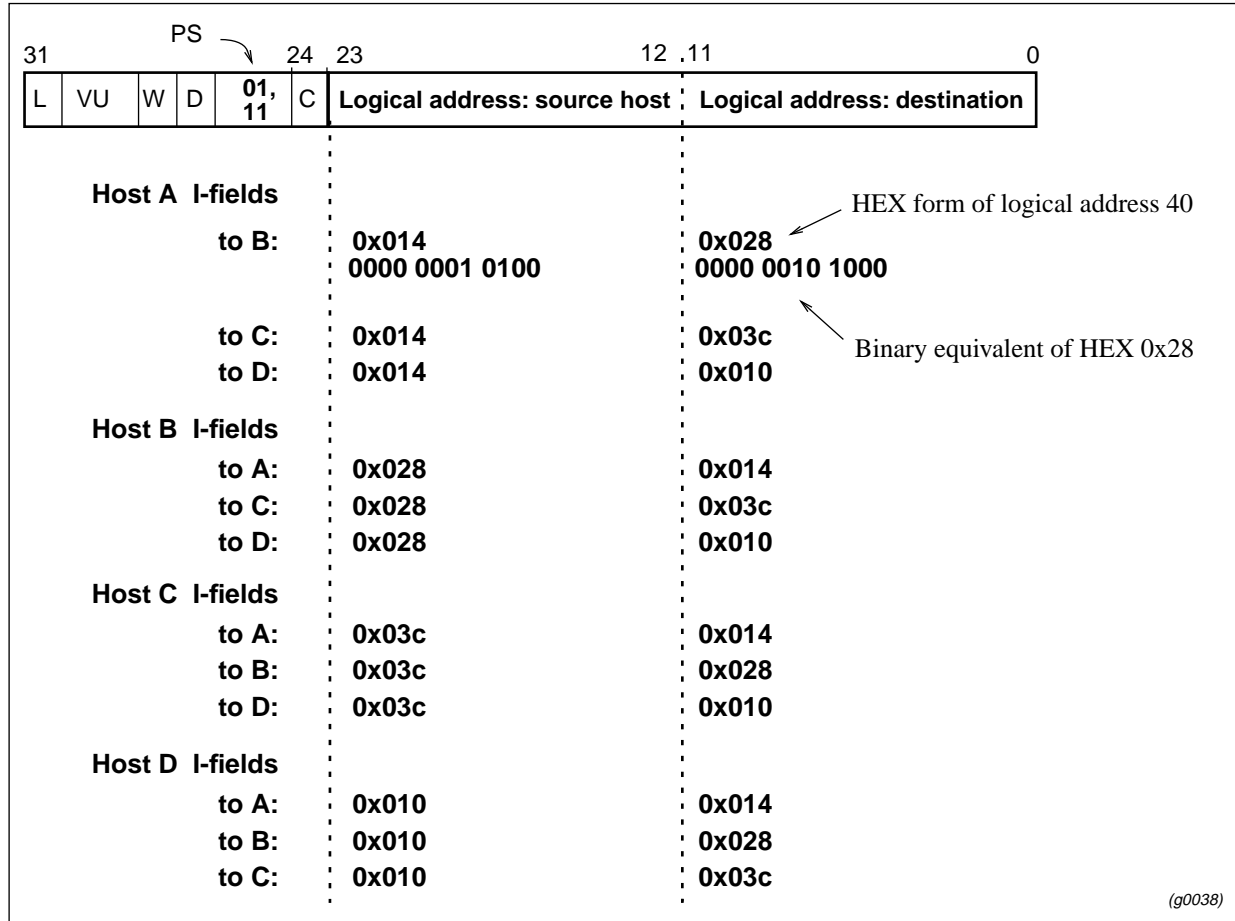 PS
31 24 23 12 11 0
L VU W D 01, 11 C Logical address: source host Logical address: destination
Host A I-fields
HEX form of logical address 40
to B: 0x014 0x028
0000 0001 0100 0000 0010 1000
to C: 0x014 0x03c
Binary equivalent of HEX 0x28
to D: 0x014 0x010
Host B I-fields
to A: 0x028 0x014
to C: 0x028 0x03c
to D: 0x028 0x010
Host C I-fields
to A: 0x03c 0x014
to B: 0x03c 0x028
to D: 0x03c 0x010
Host D I-fields
to A: 0x010 0x014
to B: 0x010 0x028
to C: 0x010 0x03c
(g0038)